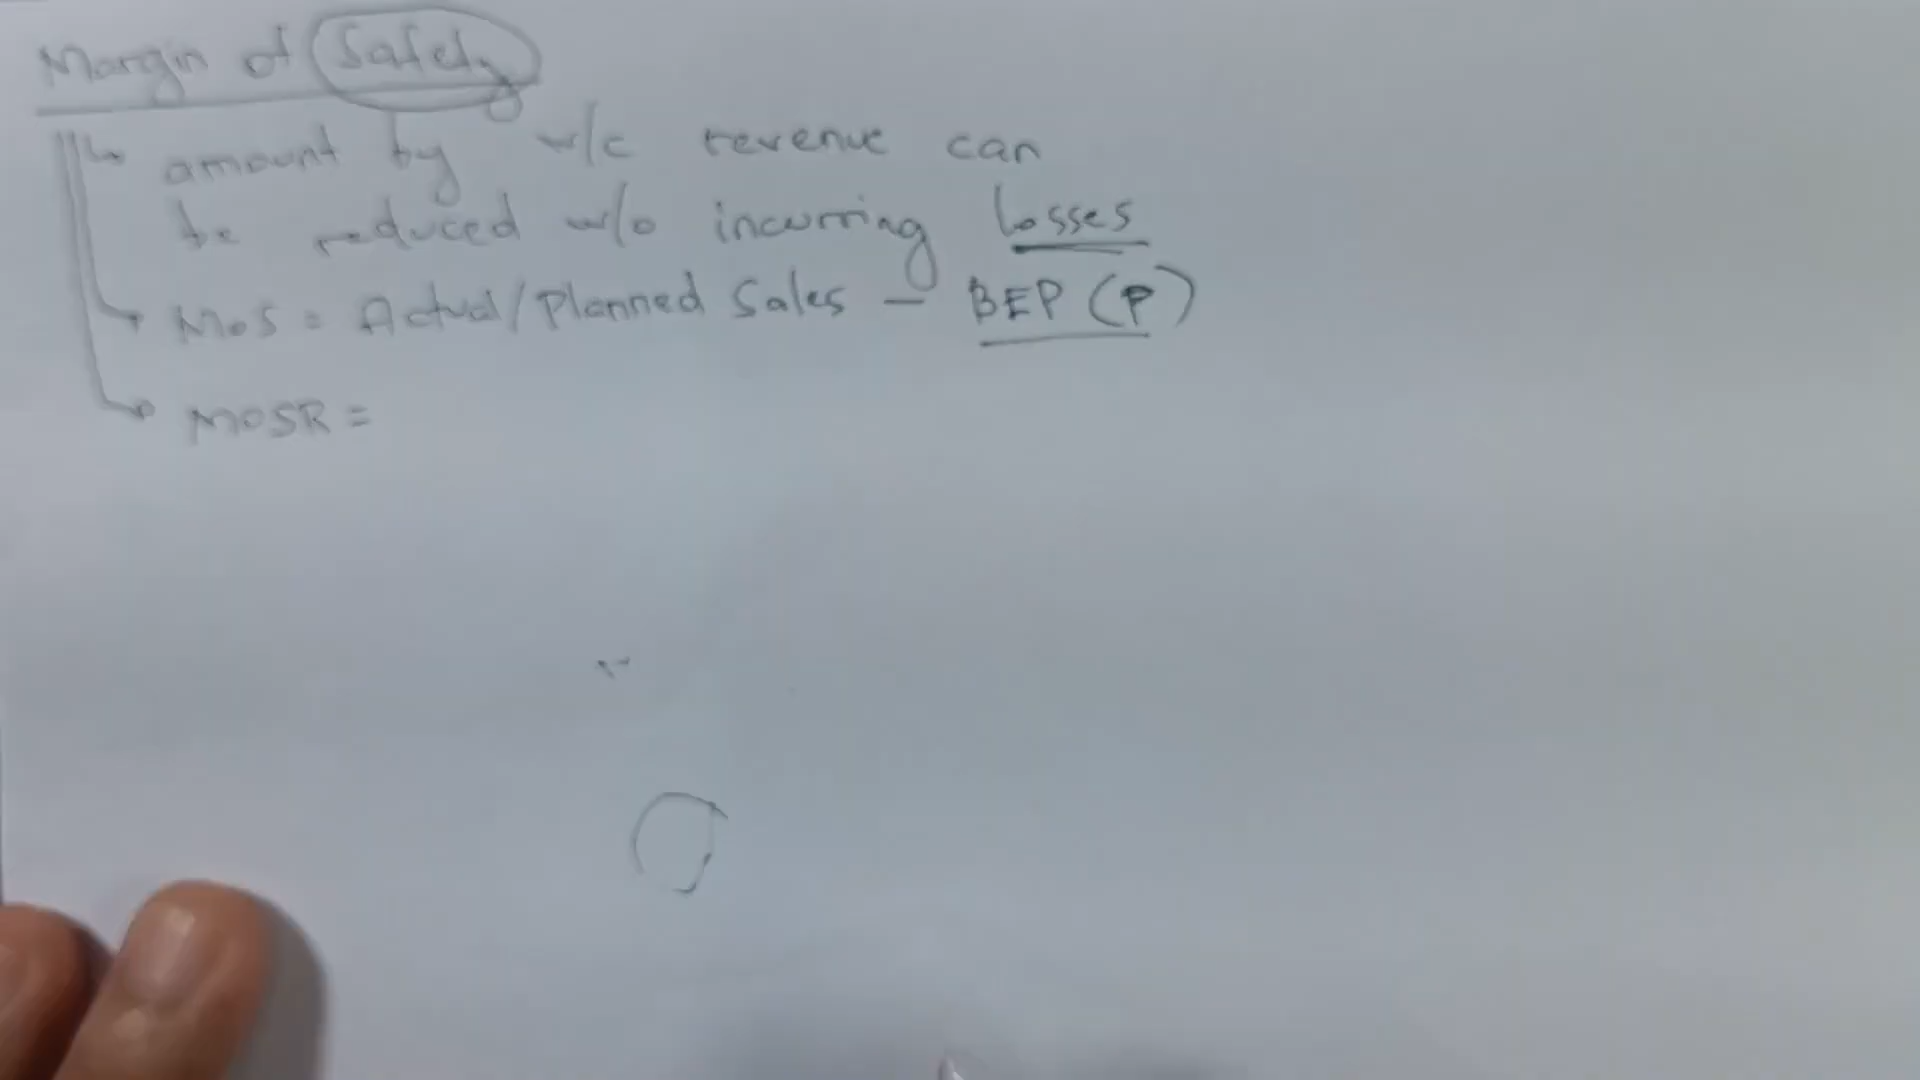 Margin of Safety
amount by w/c revenue can
be reduced w/o incurring losses
MOS = Actual/Planned Sales - BEP (P)
MOSR =